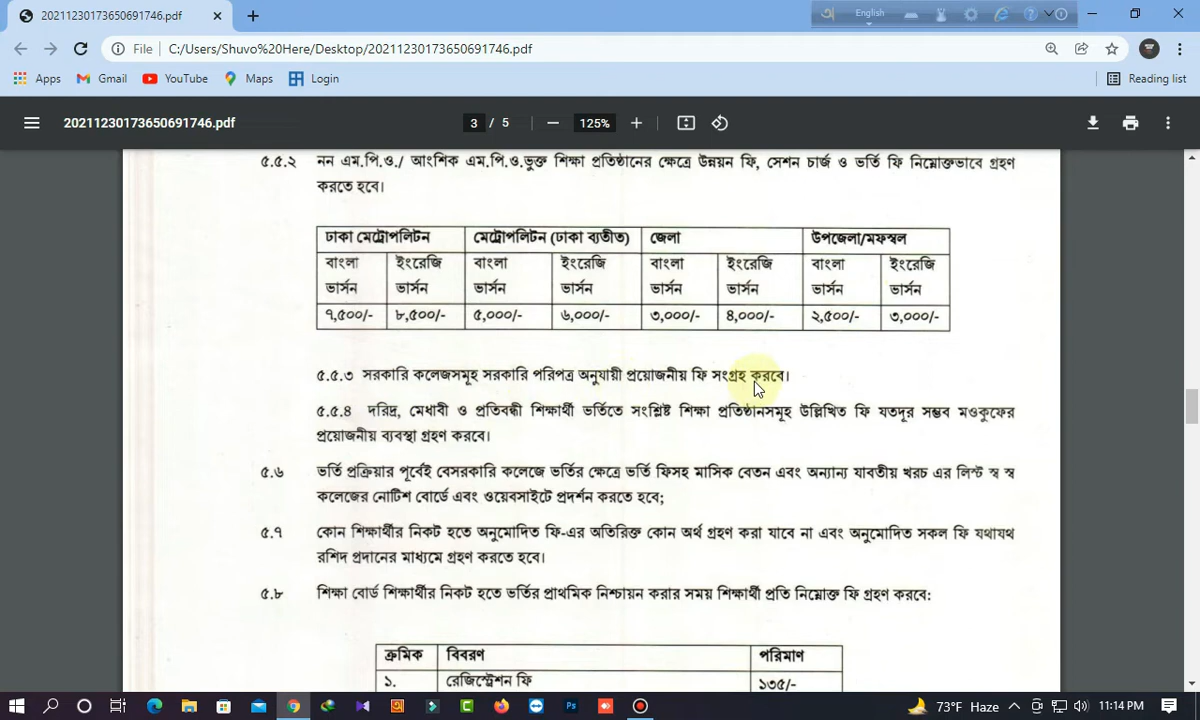 20211230173650691746.pdf
English
File
C:/Users/Shuvo%20Here/Desktop/20211230173650691746.pdf
Apps
Gmail
YouTube
Maps
Login
Reading list
20211230173650691746.pdf
3 / 5
125%
৫.৫.২ নন এম.পি.ও./ আংশিক এম.পি.ও.ভুক্ত শিক্ষা প্রতিষ্ঠানের ক্ষেত্রে উন্নয়ন ফি, সেশন চার্জ ও ভর্তি ফি নিম্নোক্তভাবে গ্রহণ
করতে হবে।
ঢাকা মেট্রোপলিটন মেট্রোপলিটন (ঢাকা ব্যতীত) জেলা উপজেলা/মফস্বল
বাংলা ইংরেজি বাংলা ইংরেজি বাংলা ইংরেজি বাংলা ইংরেজি
ভার্সন ভার্সন ভার্সন ভার্সন ভার্সন ভার্সন ভার্সন ভার্সন
৭,৫০০/- ৮,৫০০/- ৫,০০০/- ৬,০০০/- ৩,০০০/- ৪,০০০/- ২,৫০০/- ৩,০০০/-
৫.৫.৩ সরকারি কলেজসমূহ সরকারি পরিপত্র অনুযায়ী প্রয়োজনীয় ফি সংগ্রহ করবে।
৫.৫.৪ দরিদ্র, মেধাবী ও প্রতিবন্ধী শিক্ষার্থী ভর্তিতে সংশ্লিষ্ট শিক্ষা প্রতিষ্ঠানসমূহ উল্লিখিত ফি যতদূর সম্ভব মওকুফের
প্রয়োজনীয় ব্যবস্থা গ্রহণ করবে।
৫.৬ ভর্তি প্রক্রিয়ার পূর্বেই বেসরকারি কলেজে ভর্তির ক্ষেত্রে ভর্তি ফিসহ মাসিক বেতন এবং অন্যান্য যাবতীয় খরচ এর লিস্ট স্ব স্ব
কলেজের নোটিশ বোর্ডে এবং ওয়েবসাইটে প্রদর্শন করতে হবে;
৫.৭ কোন শিক্ষার্থীর নিকট হতে অনুমোদিত ফি-এর অতিরিক্ত কোন অর্থ গ্রহণ করা যাবে না এবং অনুমোদিত সকল ফি যথাযথ
রশিদ প্রদানের মাধ্যমে গ্রহণ করতে হবে।
৫.৮ শিক্ষা বোর্ড শিক্ষার্থীর নিকট হতে ভর্তির প্রাথমিক নিশ্চায়ন করার সময় শিক্ষার্থী প্রতি নিম্নোক্ত ফি গ্রহণ করবে:
ক্রমিক বিবরণ পরিমাণ
১. রেজিস্ট্রেশন ফি ১৩৫/-
73°F Haze
11:14 PM